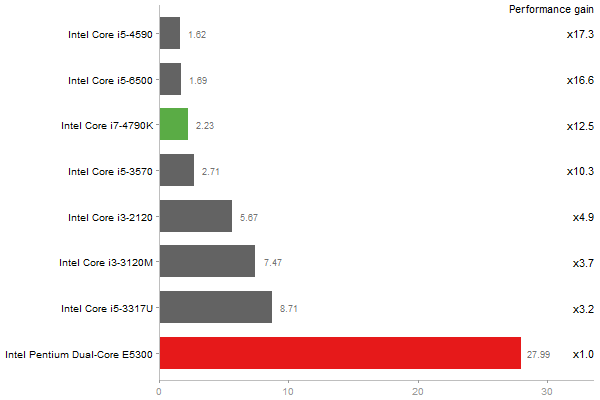 Performance gain
Intel Core i5-4590 1.62 x17.3
Intel Core i5-6500 1.69 x16.6
Intel Core i7-4790K 2.23 x12.5
Intel Core i5-3570 2.71 x10.3
Intel Core i3-2120 5.67 x4.9
Intel Core i3-3120M 7.47 x3.7
Intel Core i5-3317U 8.71 x3.2
Intel Pentium Dual-Core E5300 27.99 x1.0
0 10 20 30